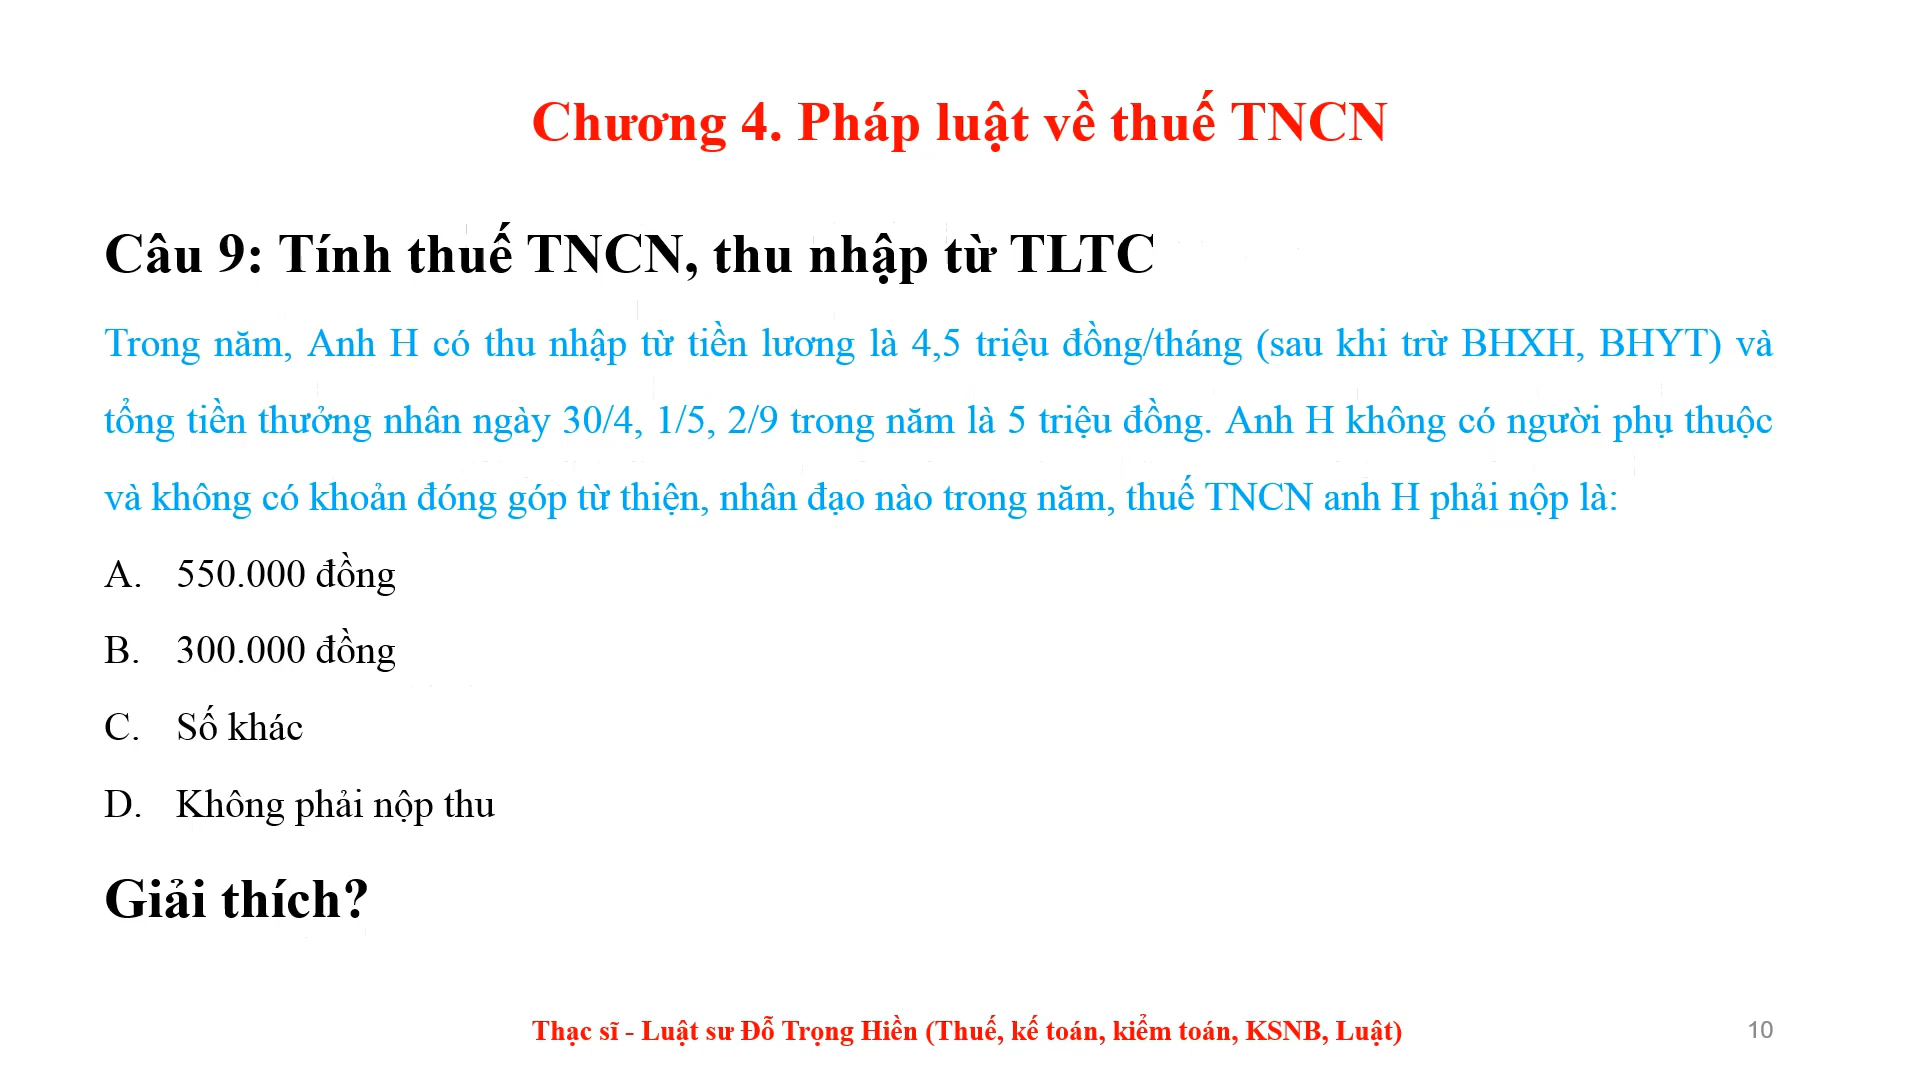 Chương 4. Pháp luật về thuế TNCN
Câu 9: Tính thuế TNCN, thu nhập từ TLTC
Trong năm, Anh H có thu nhập từ tiền lương là 4,5 triệu đồng/tháng (sau khi trừ BHXH, BHYT) và
tổng tiền thưởng nhân ngày 30/4, 1/5, 2/9 trong năm là 5 triệu đồng. Anh H không có người phụ thuộc
và không có khoản đóng góp từ thiện, nhân đạo nào trong năm, thuế TNCN anh H phải nộp là:
A. 550.000 đồng
B. 300.000 đồng
C. Số khác
D. Không phải nộp thu
Giải thích?
Thạc sĩ - Luật sư Đỗ Trọng Hiền (Thuế, kế toán, kiểm toán, KSNB, Luật)
10